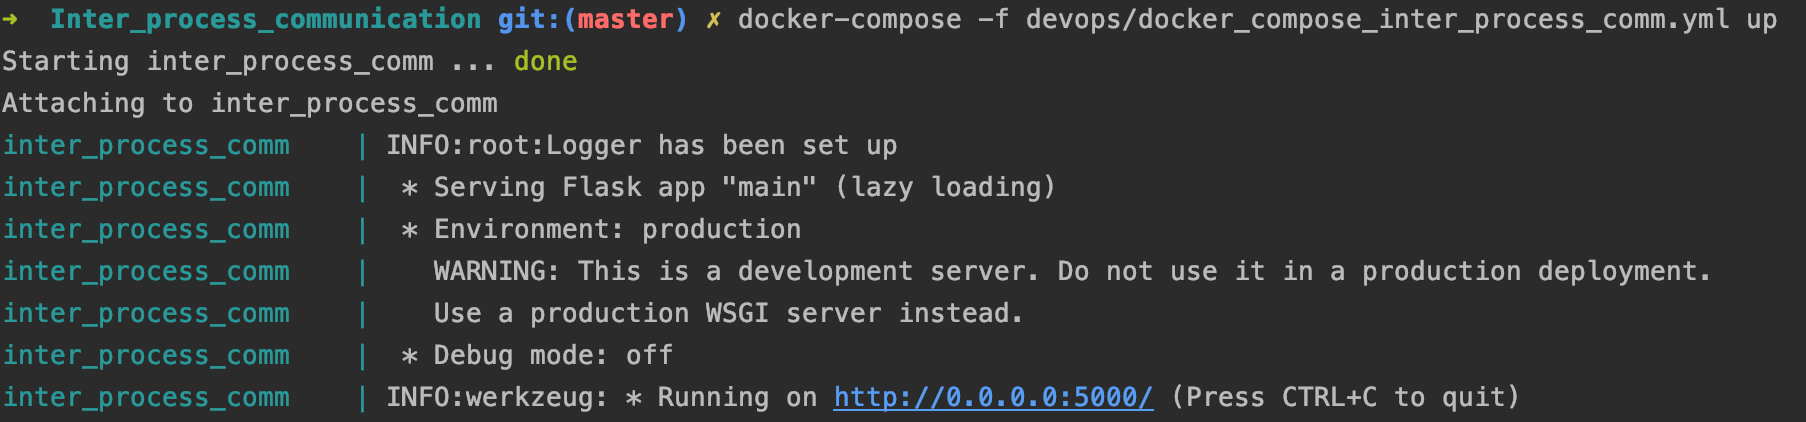 ➜  Inter_process_communication git:(master) ✗ docker-compose -f devops/docker_compose_inter_process_comm.yml up
Starting inter_process_comm ... done
Attaching to inter_process_comm
inter_process_comm    | INFO:root:Logger has been set up
inter_process_comm    |  * Serving Flask app "main" (lazy loading)
inter_process_comm    |  * Environment: production
inter_process_comm    |    WARNING: This is a development server. Do not use it in a production deployment.
inter_process_comm    |    Use a production WSGI server instead.
inter_process_comm    |  * Debug mode: off
inter_process_comm    | INFO:werkzeug: * Running on http://0.0.0.0:5000/ (Press CTRL+C to quit)